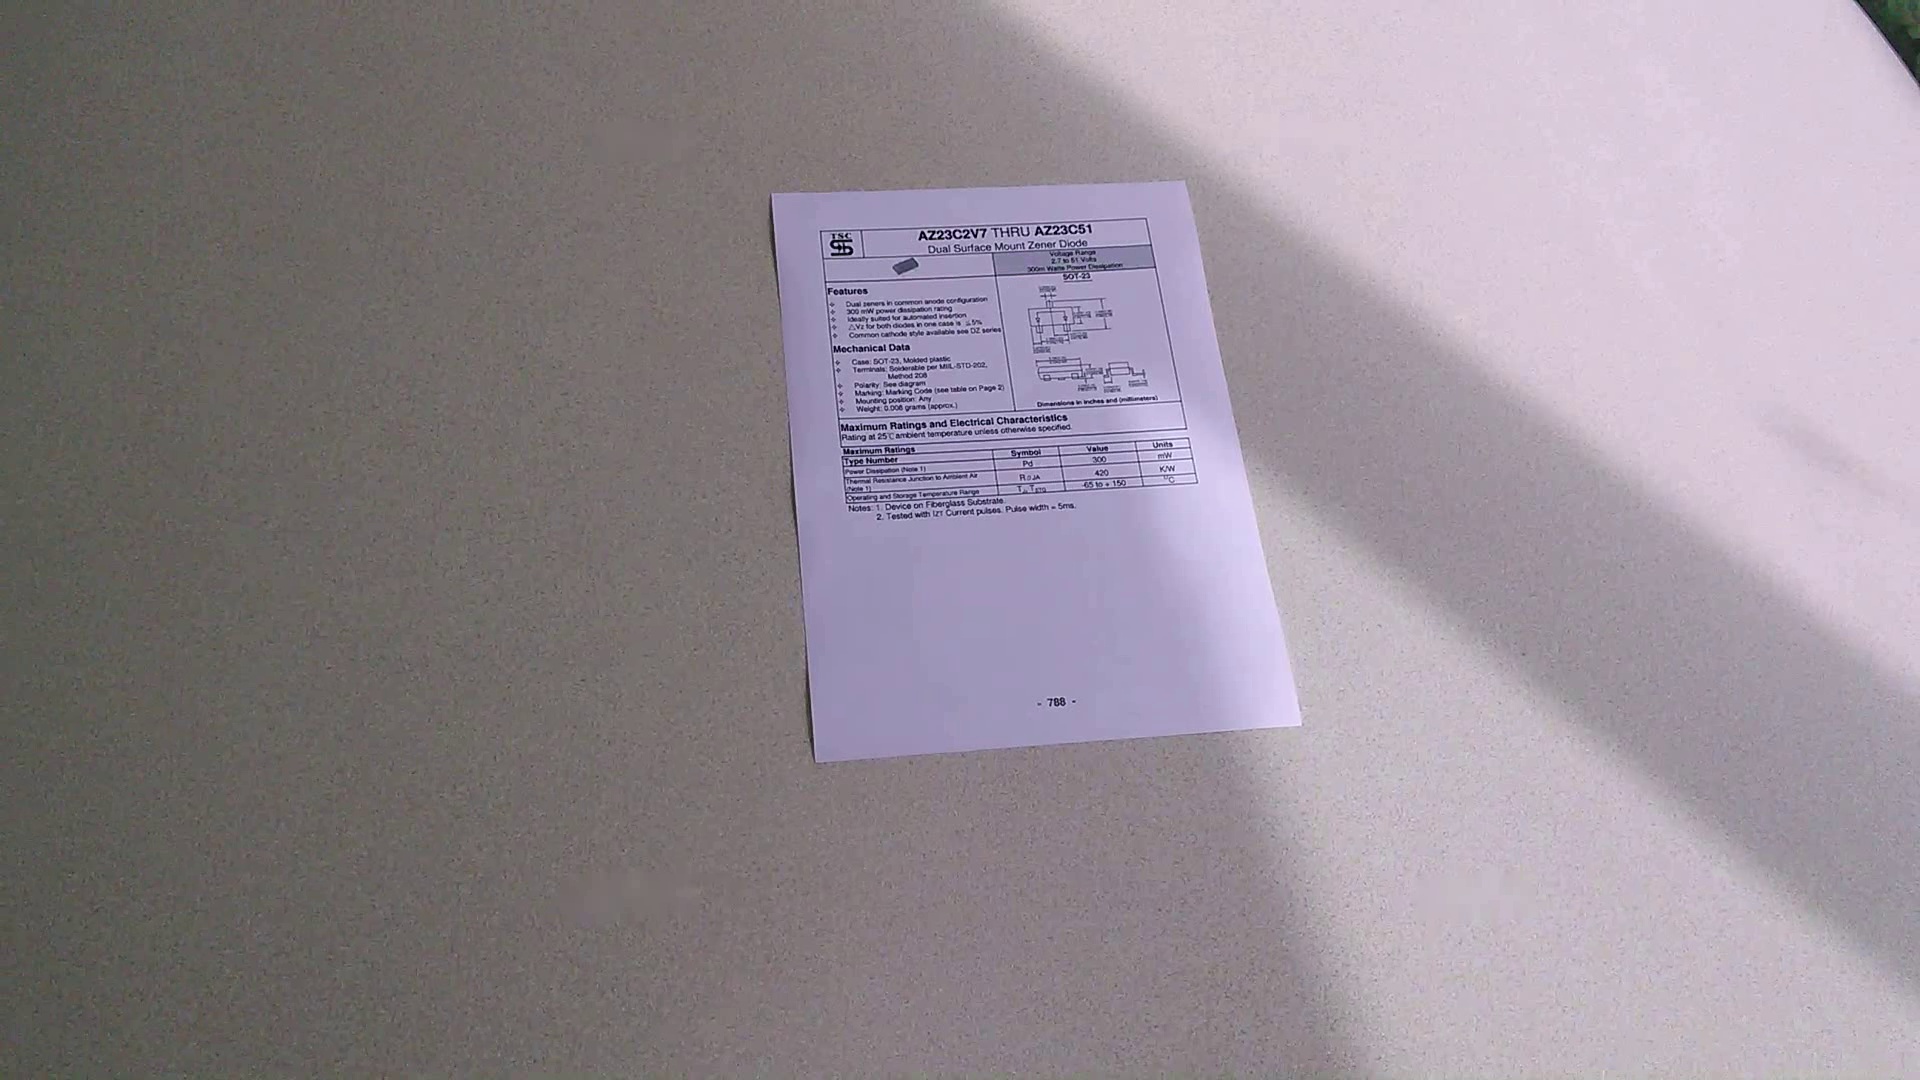 TSC
AZ23C2V7 THRU AZ23C51
Dual Surface Mount Zener Diode
Voltage Range
2.7 to 51 Volts
300m Watts Power Dissipation
SOT-23
Features
Dual zeners in common anode configuration
300 mW power dissipation rating
Ideally suited for automated insertion
△Vz for both diodes in one case is ≦5%
Common cathode style available see DZ series
Mechanical Data
Case: SOT-23, Molded plastic
Terminals: Solderable per MIIL-STD-202,
Method 208
Polarity: See diagram
Marking: Marking Code (see table on Page 2)
Mounting position: Any
Weight: 0.008 grams (approx.)
Dimensions in inches and (millimeters)
Maximum Ratings and Electrical Characteristics
Rating at 25℃ ambient temperature unless otherwise specified.
Maximum Ratings
Type Number Symbol Value Units
Power Dissipation (Note 1) Pd 300 mW
Thermal Resistance Junction to Ambient Air
(Note 1) RθJA 420 K/W
Operating and Storage Temperature Range TJ, TSTG -65 to + 150 °C
Notes: 1. Device on Fiberglass Substrate.
2. Tested with IZT Current pulses. Pulse width = 5ms.
- 788 -